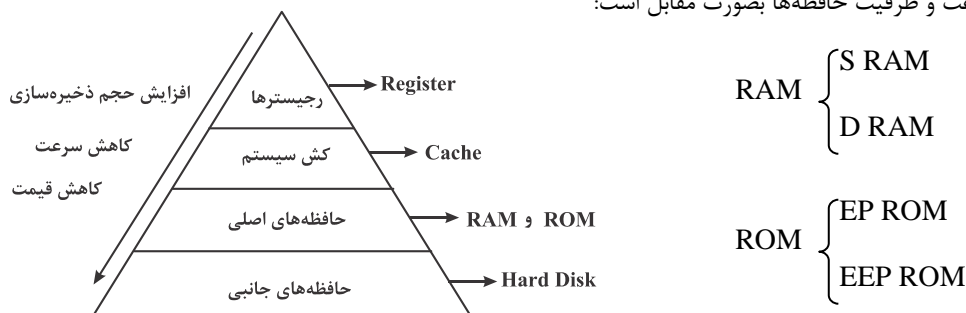 عت و ظرفیت حافظه‌ها بصورت مقابل است:
افزایش حجم ذخیره‌سازی
کاهش سرعت
کاهش قیمت
رجیسترها
Register
کش سیستم
Cache
حافظه‌های اصلی
RAM و ROM
حافظه‌های جانبی
Hard Disk
RAM
S RAM
D RAM
ROM
EP ROM
EEP ROM